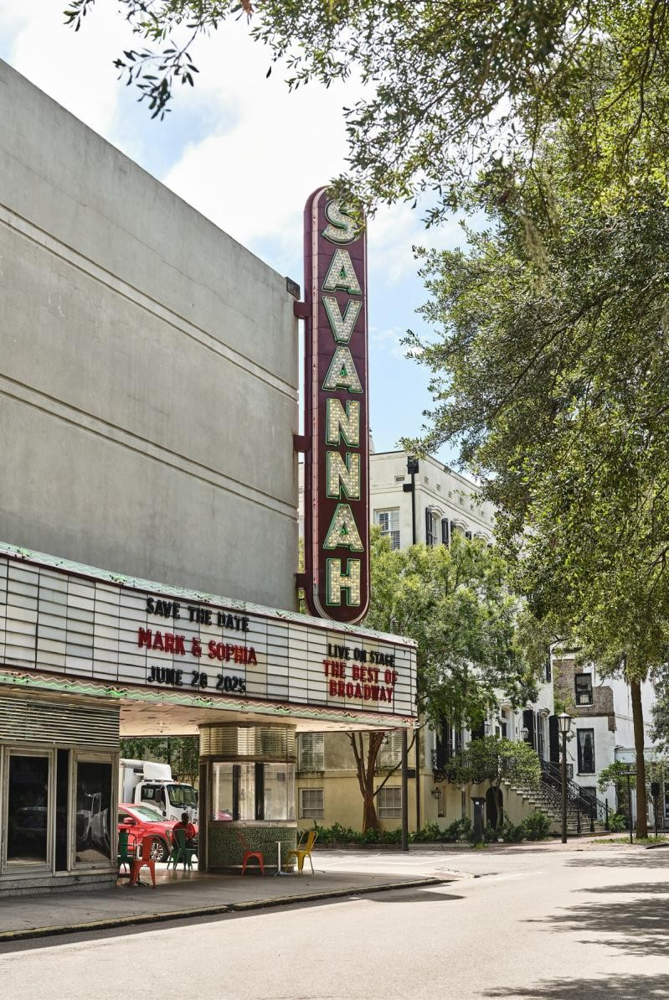 SAVANNAH
SAVE THE DATE
MARK & SOPHIA
JUNE 28 2025
LIVE ON STAGE
THE BEST OF
BROADWAY